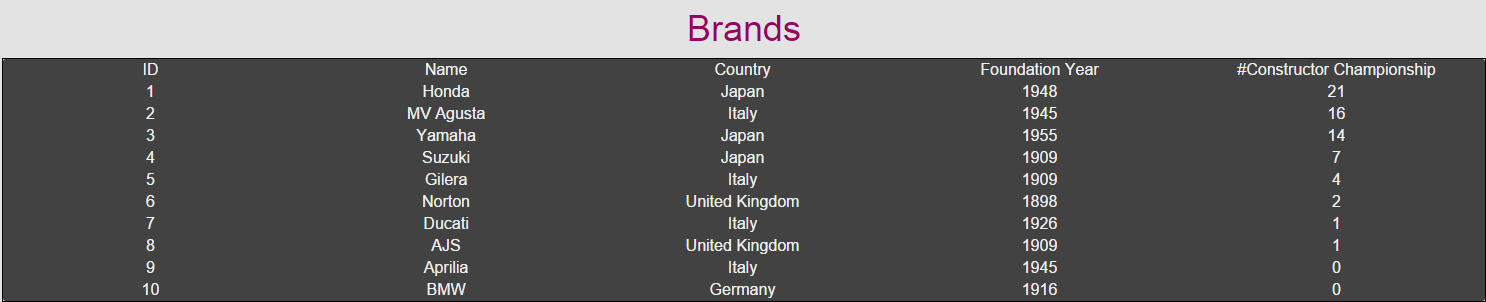 Brands
ID Name Country Foundation Year #Constructor Championship
1 Honda Japan 1948 21
2 MV Agusta Italy 1945 16
3 Yamaha Japan 1955 14
4 Suzuki Japan 1909 7
5 Gilera Italy 1909 4
6 Norton United Kingdom 1898 2
7 Ducati Italy 1926 1
8 AJS United Kingdom 1909 1
9 Aprilia Italy 1945 0
10 BMW Germany 1916 0